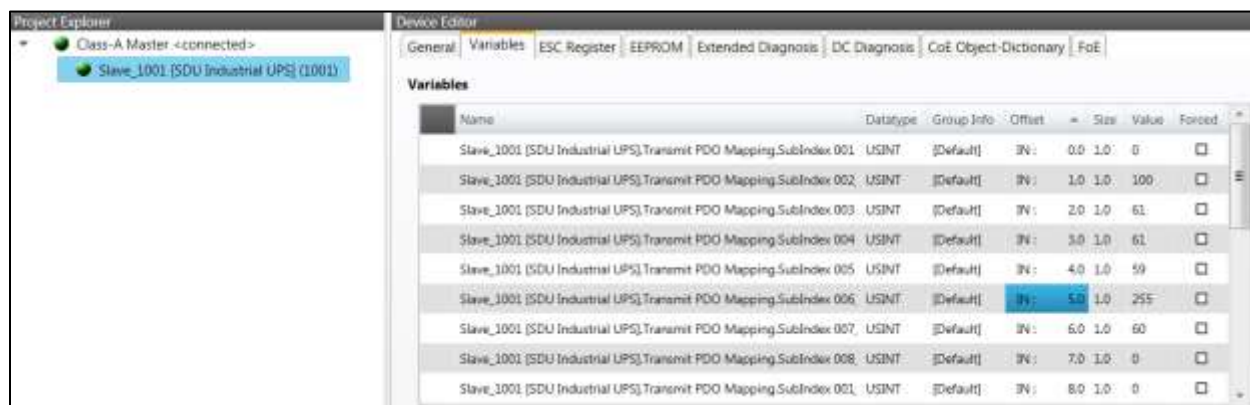 Project Explorer
Class-A Master <connected>
Slave_1001 [SDU Industrial UPS] (1001)
Device Editor
General Variables ESC Register EEPROM Extended Diagnosis DC Diagnosis CoE Object-Dictionary FoE
Variables
Name Datatype Group Info Offset Size Value Forced
Slave_1001 [SDU Industrial UPS].Transmit PDO Mapping.SubIndex 001 USINT [Default] IN : 0.0 1.0 0
Slave_1001 [SDU Industrial UPS].Transmit PDO Mapping.SubIndex 002 USINT [Default] IN : 1.0 1.0 100
Slave_1001 [SDU Industrial UPS].Transmit PDO Mapping.SubIndex 003 USINT [Default] IN : 2.0 1.0 61
Slave_1001 [SDU Industrial UPS].Transmit PDO Mapping.SubIndex 004 USINT [Default] IN : 3.0 1.0 61
Slave_1001 [SDU Industrial UPS].Transmit PDO Mapping.SubIndex 005 USINT [Default] IN : 4.0 1.0 59
Slave_1001 [SDU Industrial UPS].Transmit PDO Mapping.SubIndex 006 USINT [Default] IN : 5.0 1.0 255
Slave_1001 [SDU Industrial UPS].Transmit PDO Mapping.SubIndex 007 USINT [Default] IN : 6.0 1.0 60
Slave_1001 [SDU Industrial UPS].Transmit PDO Mapping.SubIndex 008 USINT [Default] IN : 7.0 1.0 0
Slave_1001 [SDU Industrial UPS].Transmit PDO Mapping.SubIndex 001 USINT [Default] IN : 8.0 1.0 0